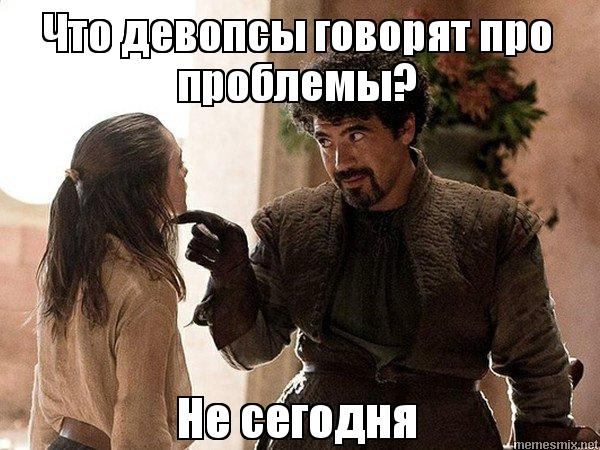 Что девопсы говорят про
проблемы?
Не сегодня
memesmix.net